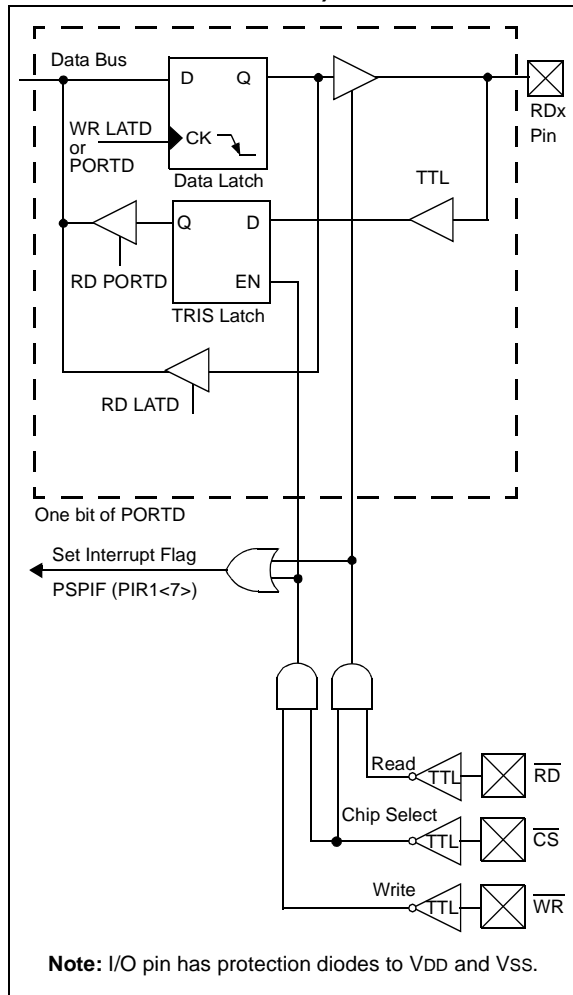 Data Bus
D
Q
WR LATD
or
PORTD
CK
Data Latch
RDx
Pin
TTL
Q
D
RD PORTD
EN
TRIS Latch
RD LATD
One bit of PORTD
Set Interrupt Flag
PSPIF (PIR1<7>)
Read
TTL
RD
Chip Select
TTL
CS
Write
TTL
WR
Note: I/O pin has protection diodes to VDD and VSS.